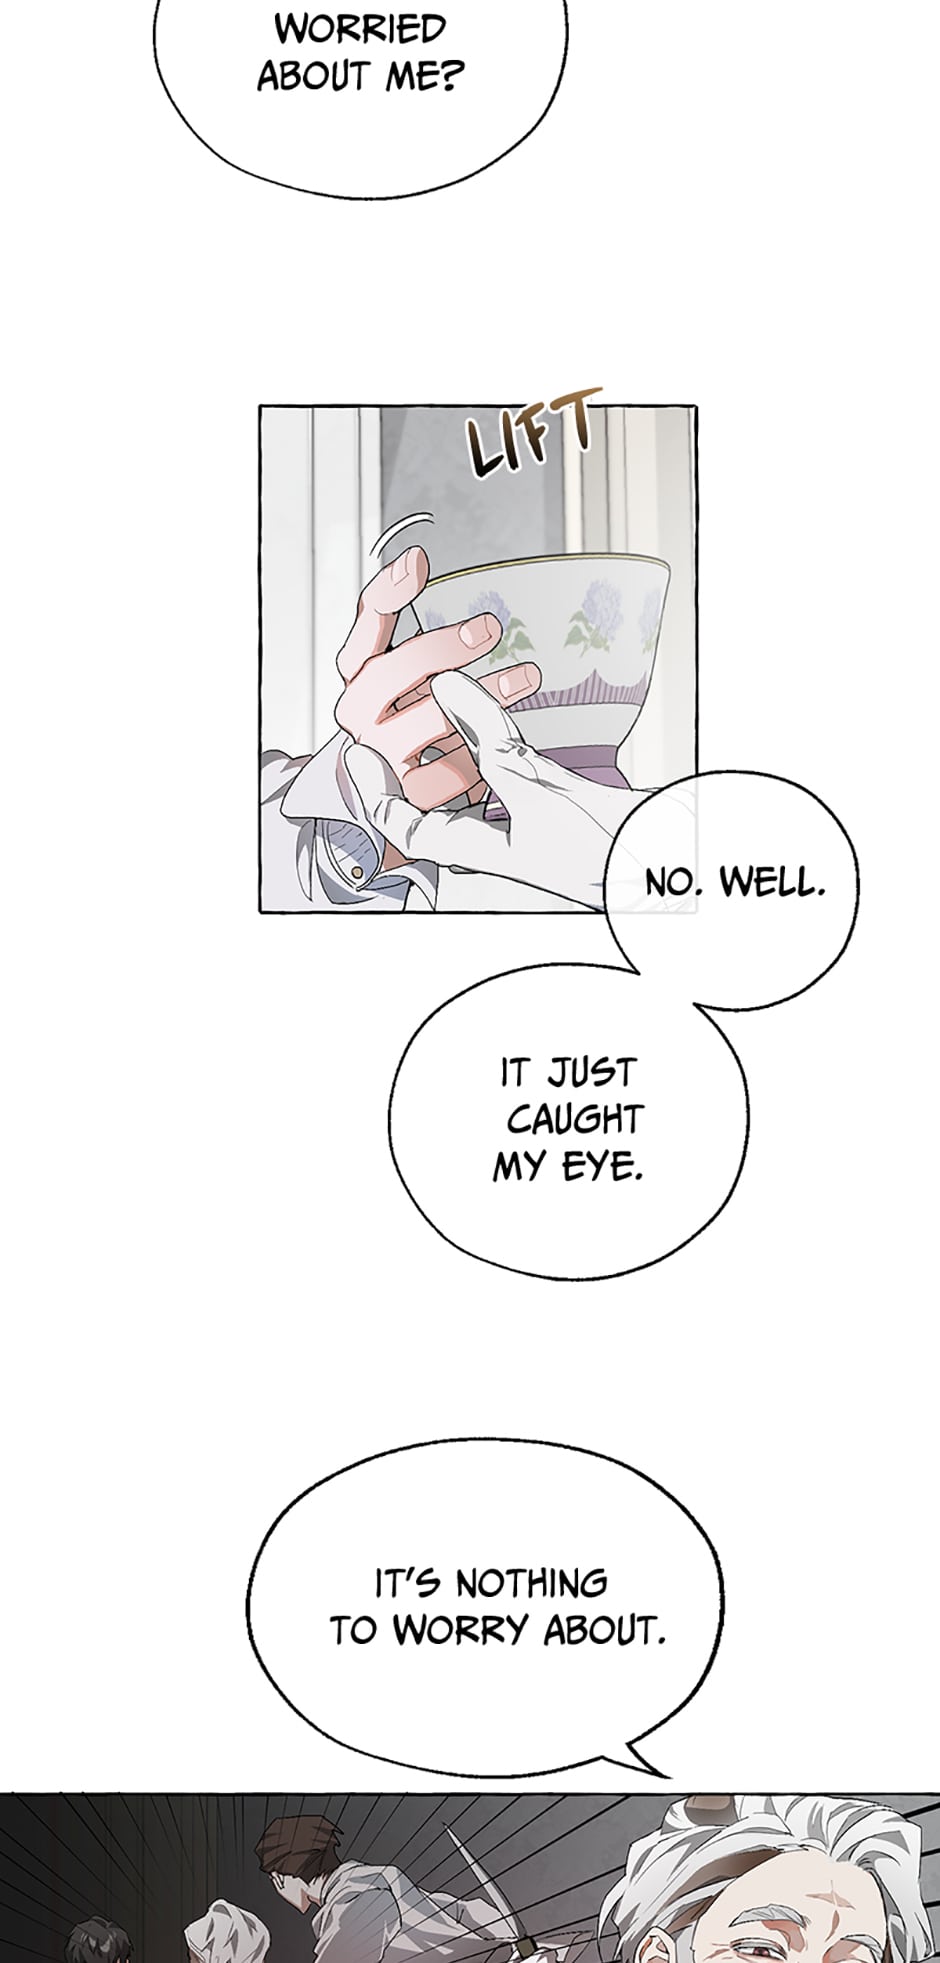 WORRIED
ABOUT ME?
LIFT
NO. WELL.
IT JUST
CAUGHT
MY EYE.
IT'S NOTHING
TO WORRY ABOUT.